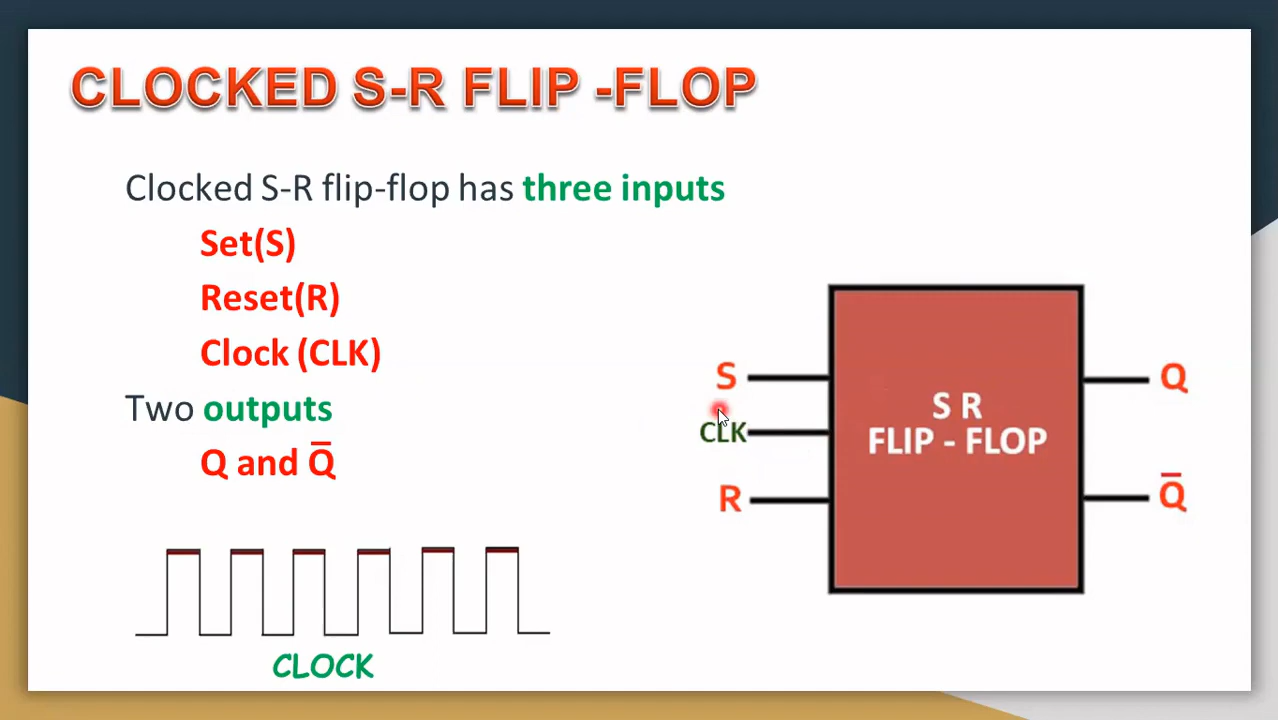 CLOCKED S-R FLIP -FLOP
Clocked S-R flip-flop has three inputs
Set(S)
Reset(R)
Clock (CLK)
Two outputs
Q and Q̅
S
CLK
R
S R
FLIP - FLOP
Q
Q̅
CLOCK